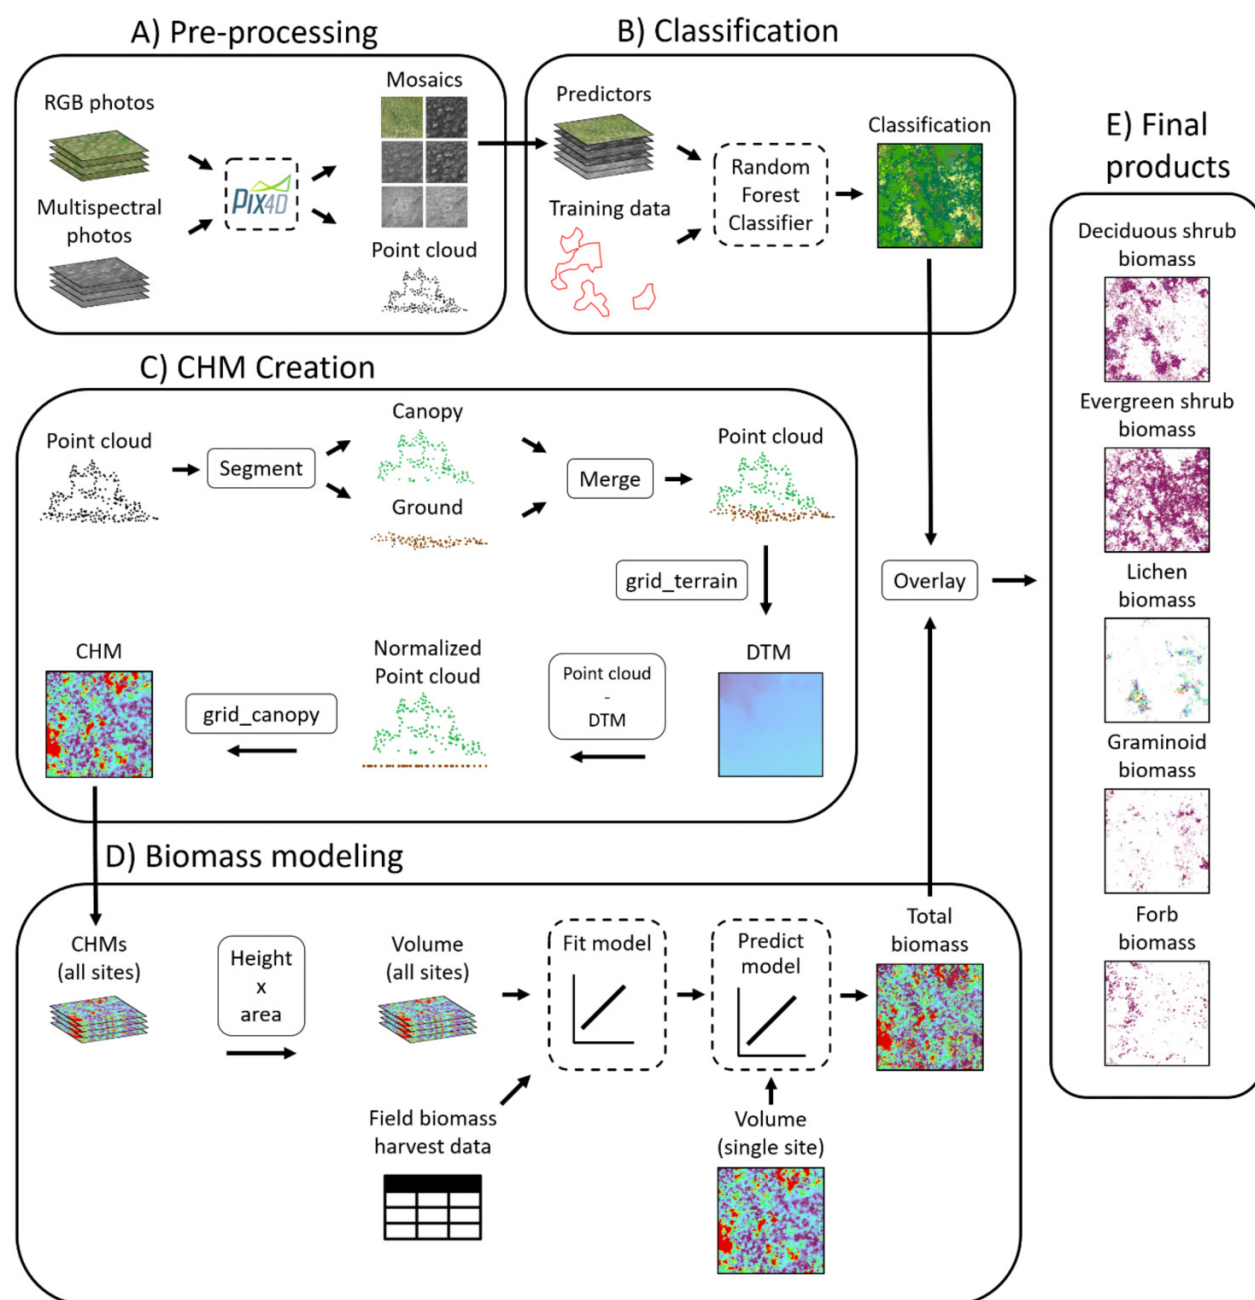 A) Pre-processing
RGB photos
Multispectral
photos
PIX4D
Mosaics
Point cloud
B) Classification
Predictors
Training data
Random
Forest
Classifier
Classification
C) CHM Creation
Point cloud
Segment
Canopy
Ground
Merge
Point cloud
grid_terrain
DTM
Point cloud
-
DTM
Normalized
Point cloud
grid_canopy
CHM
D) Biomass modeling
CHMs
(all sites)
Height
x
area
Volume
(all sites)
Field biomass
harvest data
Fit model
Predict
model
Volume
(single site)
Total
biomass
Overlay
E) Final
products
Deciduous shrub
biomass
Evergreen shrub
biomass
Lichen
biomass
Graminoid
biomass
Forb
biomass